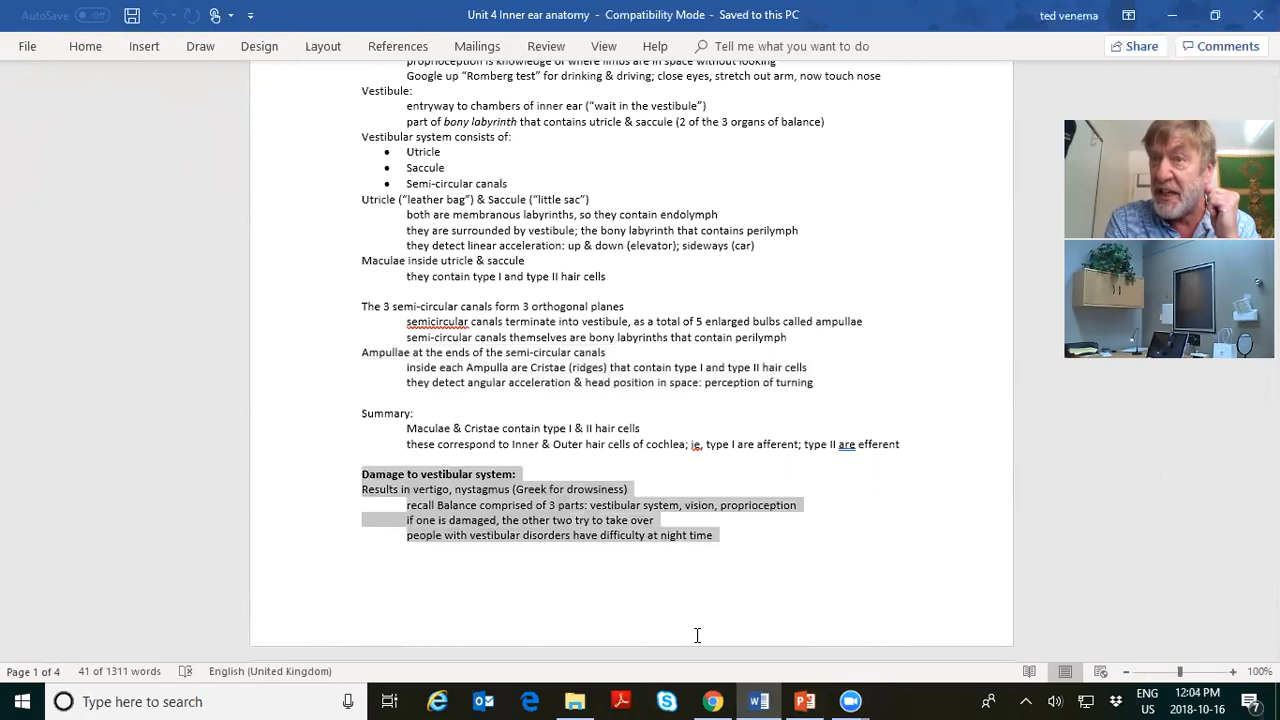 AutoSave Off
Unit 4 Inner ear anatomy - Compatibility Mode - Saved to this PC
ted venema
File Home Insert Draw Design Layout References Mailings Review View Help Tell me what you want to do Share Comments
proprioception is knowledge of where limbs are in space without looking
Google up “Romberg test” for drinking & driving; close eyes, stretch out arm, now touch nose
Vestibule:
entryway to chambers of inner ear (“wait in the vestibule”)
part of bony labyrinth that contains utricle & saccule (2 of the 3 organs of balance)
Vestibular system consists of:
• Utricle
• Saccule
• Semi-circular canals
Utricle (“leather bag”) & Saccule (“little sac”)
both are membranous labyrinths, so they contain endolymph
they are surrounded by vestibule; the bony labyrinth that contains perilymph
they detect linear acceleration: up & down (elevator); sideways (car)
Maculae inside utricle & saccule
they contain type I and type II hair cells
The 3 semi-circular canals form 3 orthogonal planes
semicircular canals terminate into vestibule, as a total of 5 enlarged bulbs called ampullae
semi-circular canals themselves are bony labyrinths that contain perilymph
Ampullae at the ends of the semi-circular canals
inside each Ampulla are Cristae (ridges) that contain type I and type II hair cells
they detect angular acceleration & head position in space: perception of turning
Summary:
Maculae & Cristae contain type I & II hair cells
these correspond to Inner & Outer hair cells of cochlea; ie, type I are afferent; type II are efferent
Damage to vestibular system:
Results in vertigo, nystagmus (Greek for drowsiness)
recall Balance comprised of 3 parts: vestibular system, vision, proprioception
if one is damaged, the other two try to take over
people with vestibular disorders have difficulty at night time
Page 1 of 4 41 of 1311 words English (United Kingdom) 100%
Type here to search
ENG 12:04 PM
US 2018-10-16 7